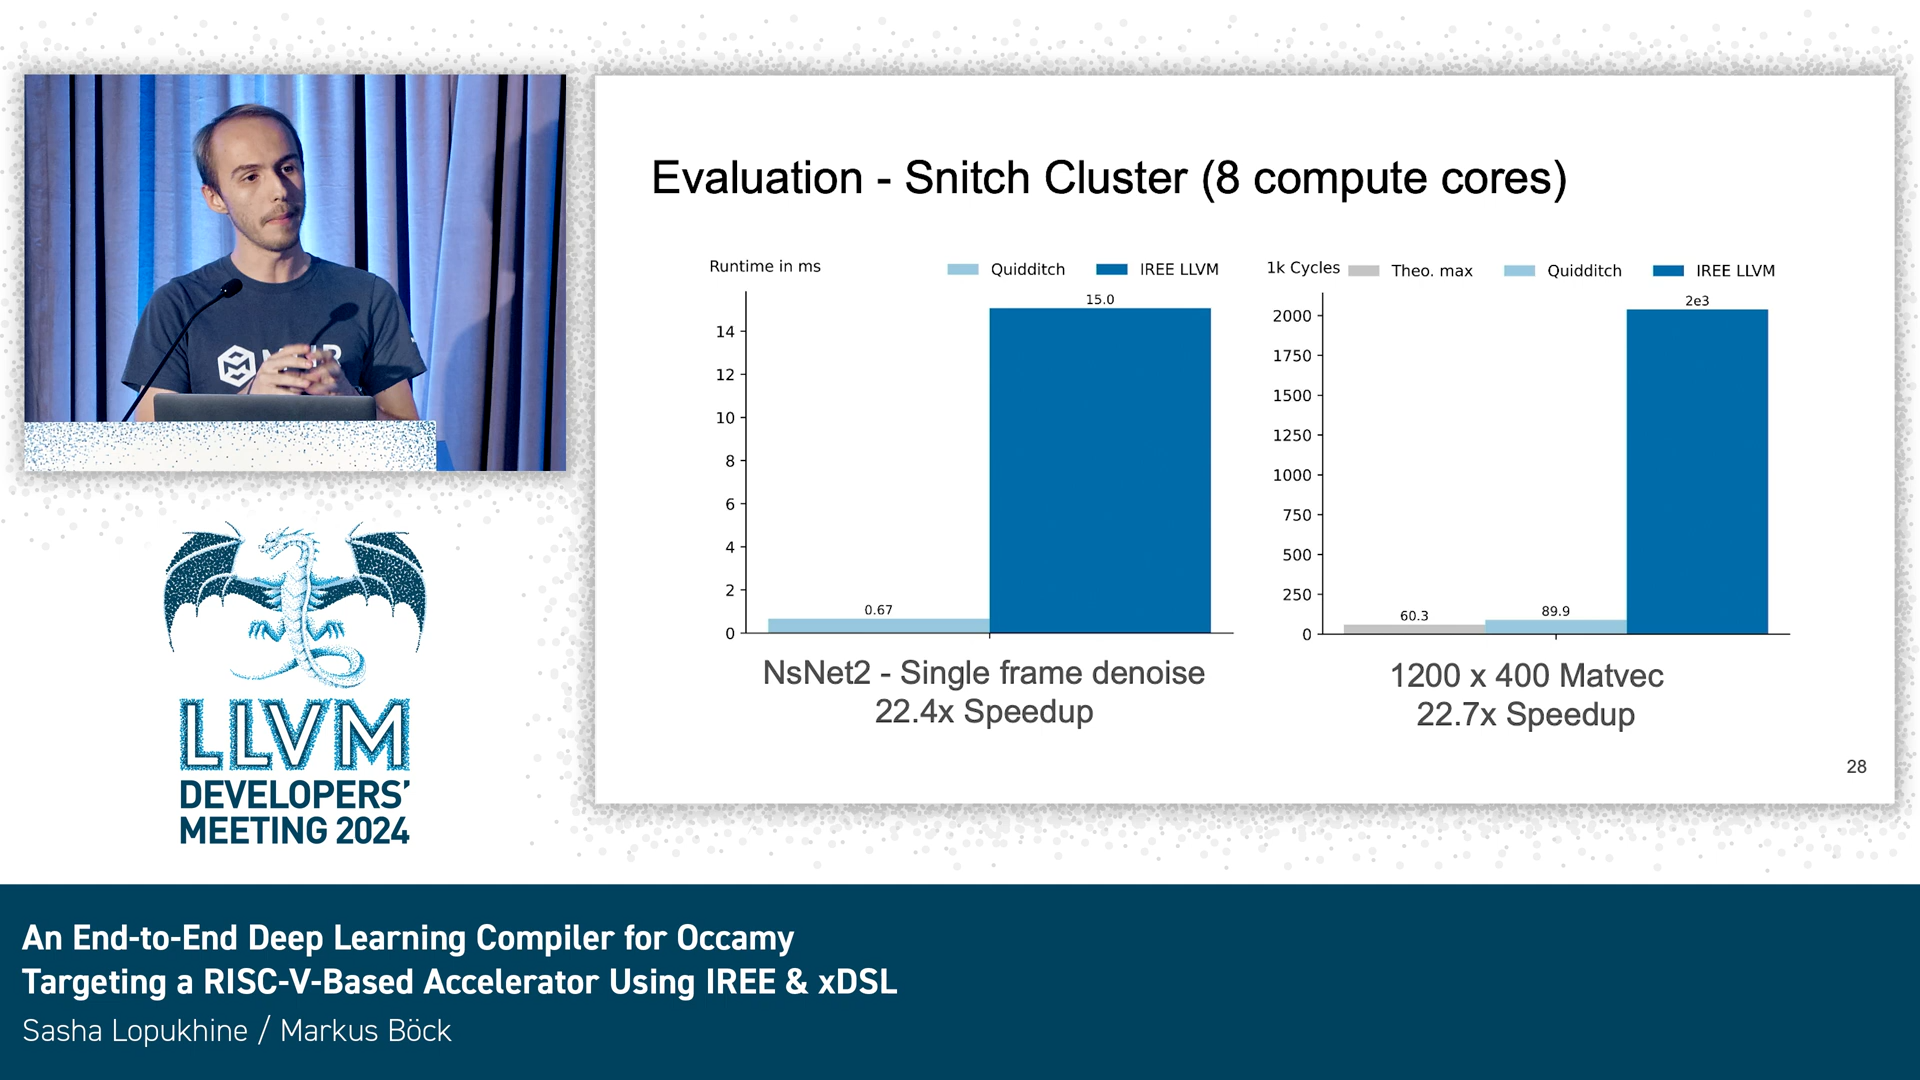 Evaluation - Snitch Cluster (8 compute cores)
Runtime in ms
Quidditch
IREE LLVM
15.0
14
12
10
8
6
4
2
0
0.67
NsNet2 - Single frame denoise
22.4x Speedup
1k Cycles
Theo. max
Quidditch
IREE LLVM
2e3
2000
1750
1500
1250
1000
750
500
250
0
60.3
89.9
1200 x 400 Matvec
22.7x Speedup
28
LLVM
DEVELOPERS’
MEETING 2024
An End-to-End Deep Learning Compiler for Occamy
Targeting a RISC-V-Based Accelerator Using IREE & xDSL
Sasha Lopukhine / Markus Böck